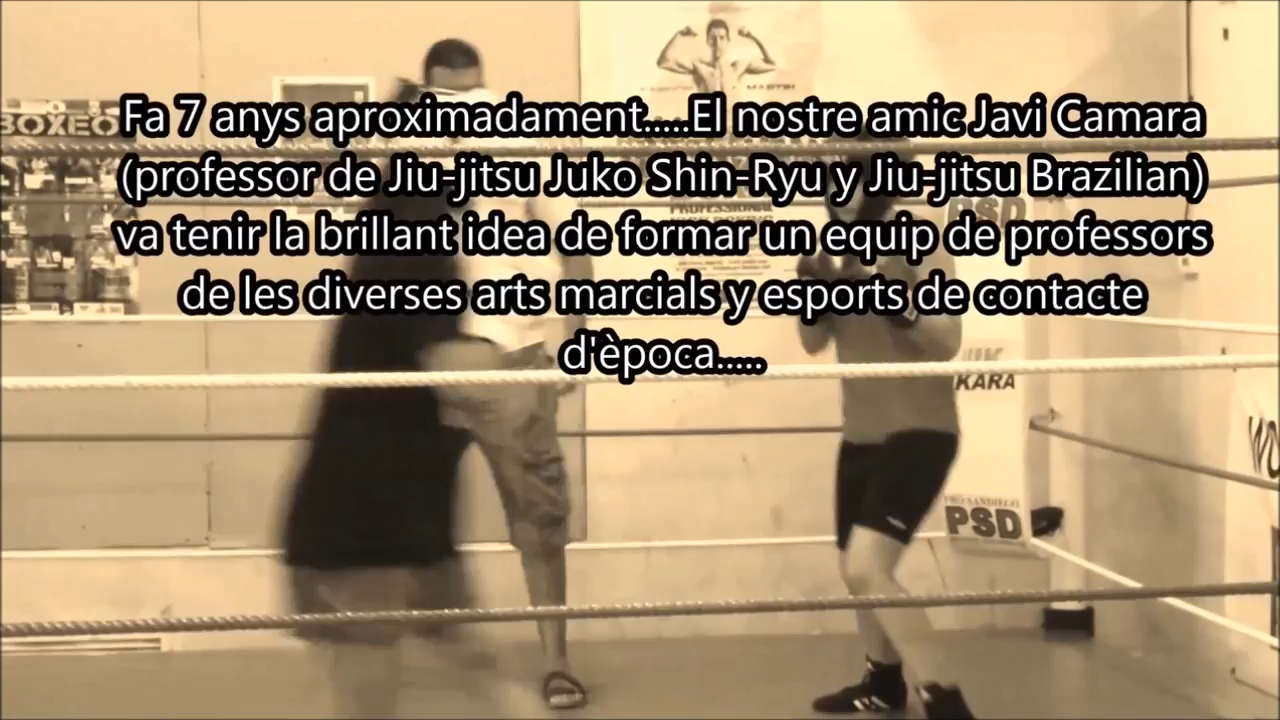 Fa 7 anys aproximadament.....El nostre amic Javi Camara
(professor de Jiu-jitsu Juko Shin-Ryu y Jiu-jitsu Brazilian)
va tenir la brillant idea de formar un equip de professors
de les diverses arts marcials y esports de contacte
d'època.....
BOXEO
PSD
KARA
PRO SANDIEGO
PSD